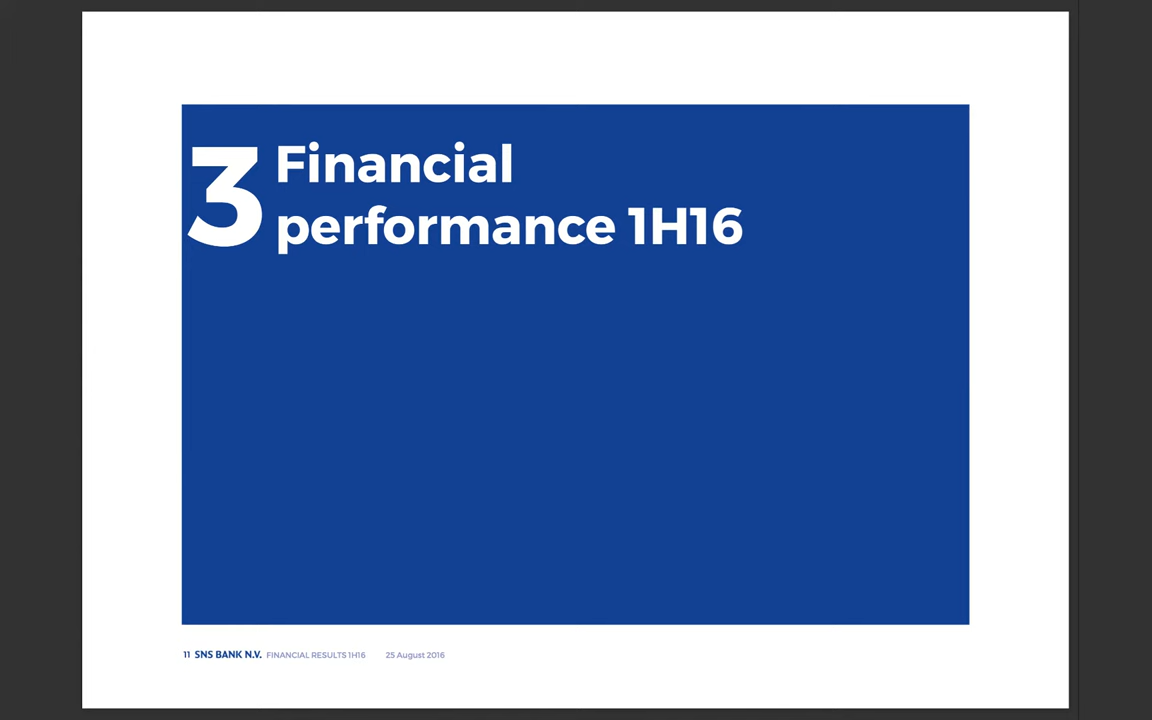 3 Financial
performance 1H16
11 SNS BANK N.V. FINANCIAL RESULTS 1H16 25 August 2016